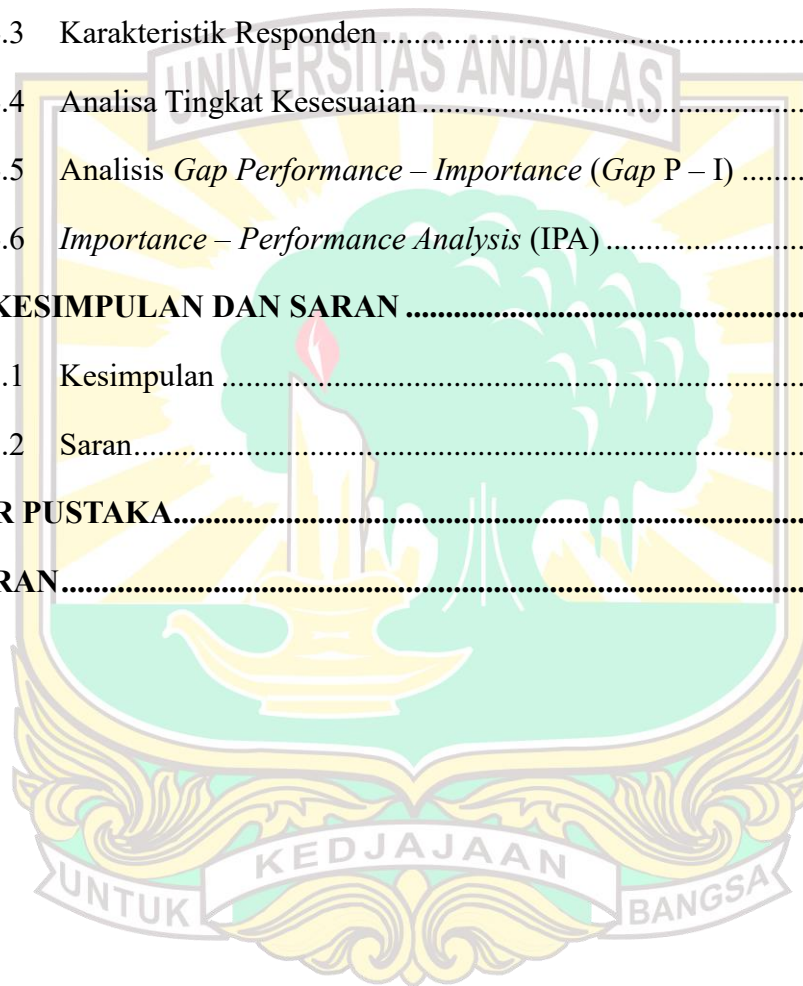 .3 Karakteristik Responden ..........................................................
UNIVERSITAS ANDALAS
.4 Analisa Tingkat Kesesuaian ..........................................................
.5 Analisis Gap Performance – Importance (Gap P – I) ..........
.6 Importance – Performance Analysis (IPA) ..........................
KESIMPULAN DAN SARAN ..........................................................
.1 Kesimpulan ..........................................................
.2 Saran..........................................................
R PUSTAKA..........................................................
RAN..........................................................
KEDJAJAAN
UNTUK BANGSA